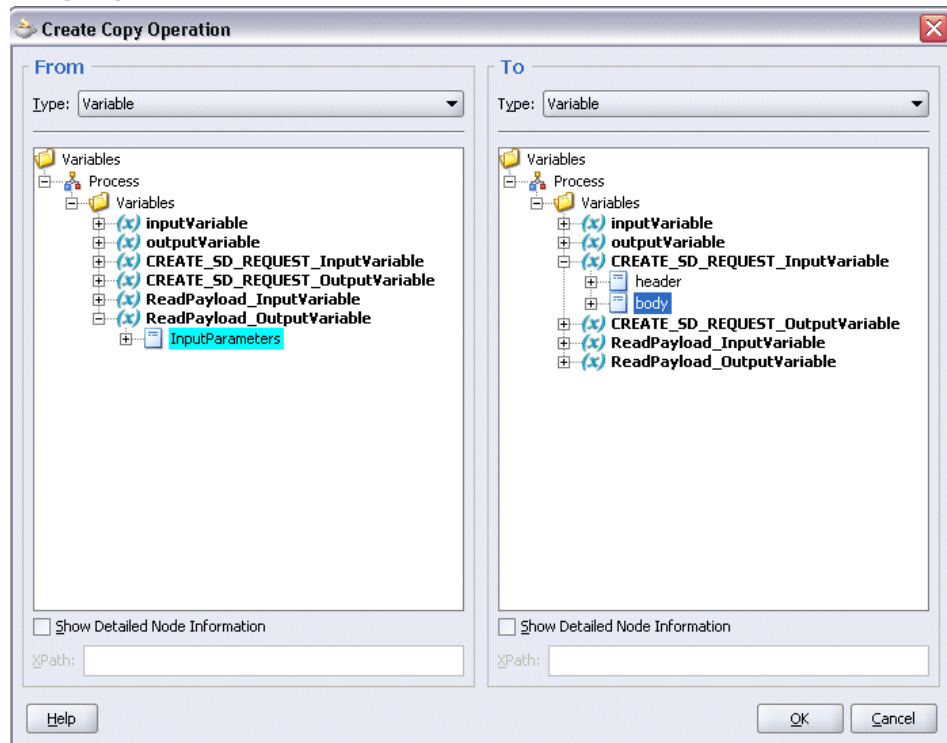 Create Copy Operation
From
Type: Variable
Variables
Process
Variables
inputVariable
outputVariable
CREATE_SD_REQUEST_InputVariable
CREATE_SD_REQUEST_OutputVariable
ReadPayload_InputVariable
ReadPayload_OutputVariable
InputParameters
Show Detailed Node Information
XPath:
To
Type: Variable
Variables
Process
Variables
inputVariable
outputVariable
CREATE_SD_REQUEST_InputVariable
header
body
CREATE_SD_REQUEST_OutputVariable
ReadPayload_InputVariable
ReadPayload_OutputVariable
Show Detailed Node Information
XPath:
Help
OK
Cancel